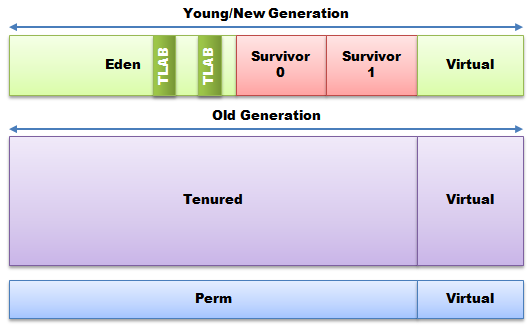 Young/New Generation
Eden
TLAB
TLAB
Survivor
0
Survivor
1
Virtual
Old Generation
Tenured
Virtual
Perm
Virtual